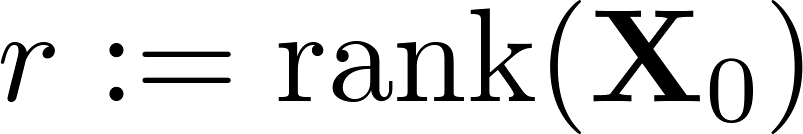 r := rank(𝐗₀)